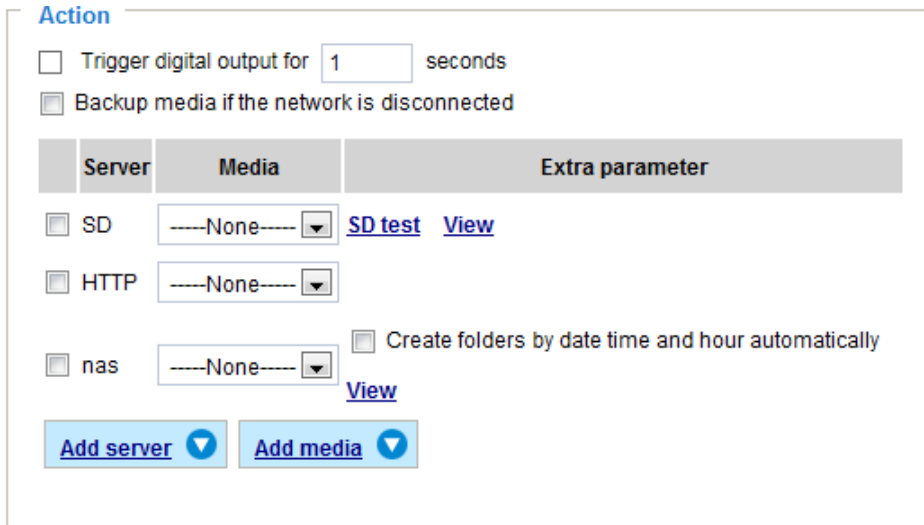 Action
Trigger digital output for 1 seconds
Backup media if the network is disconnected
Server Media Extra parameter
SD -----None----- SD test View
HTTP -----None-----
Create folders by date time and hour automatically
nas -----None-----
View
Add server Add media